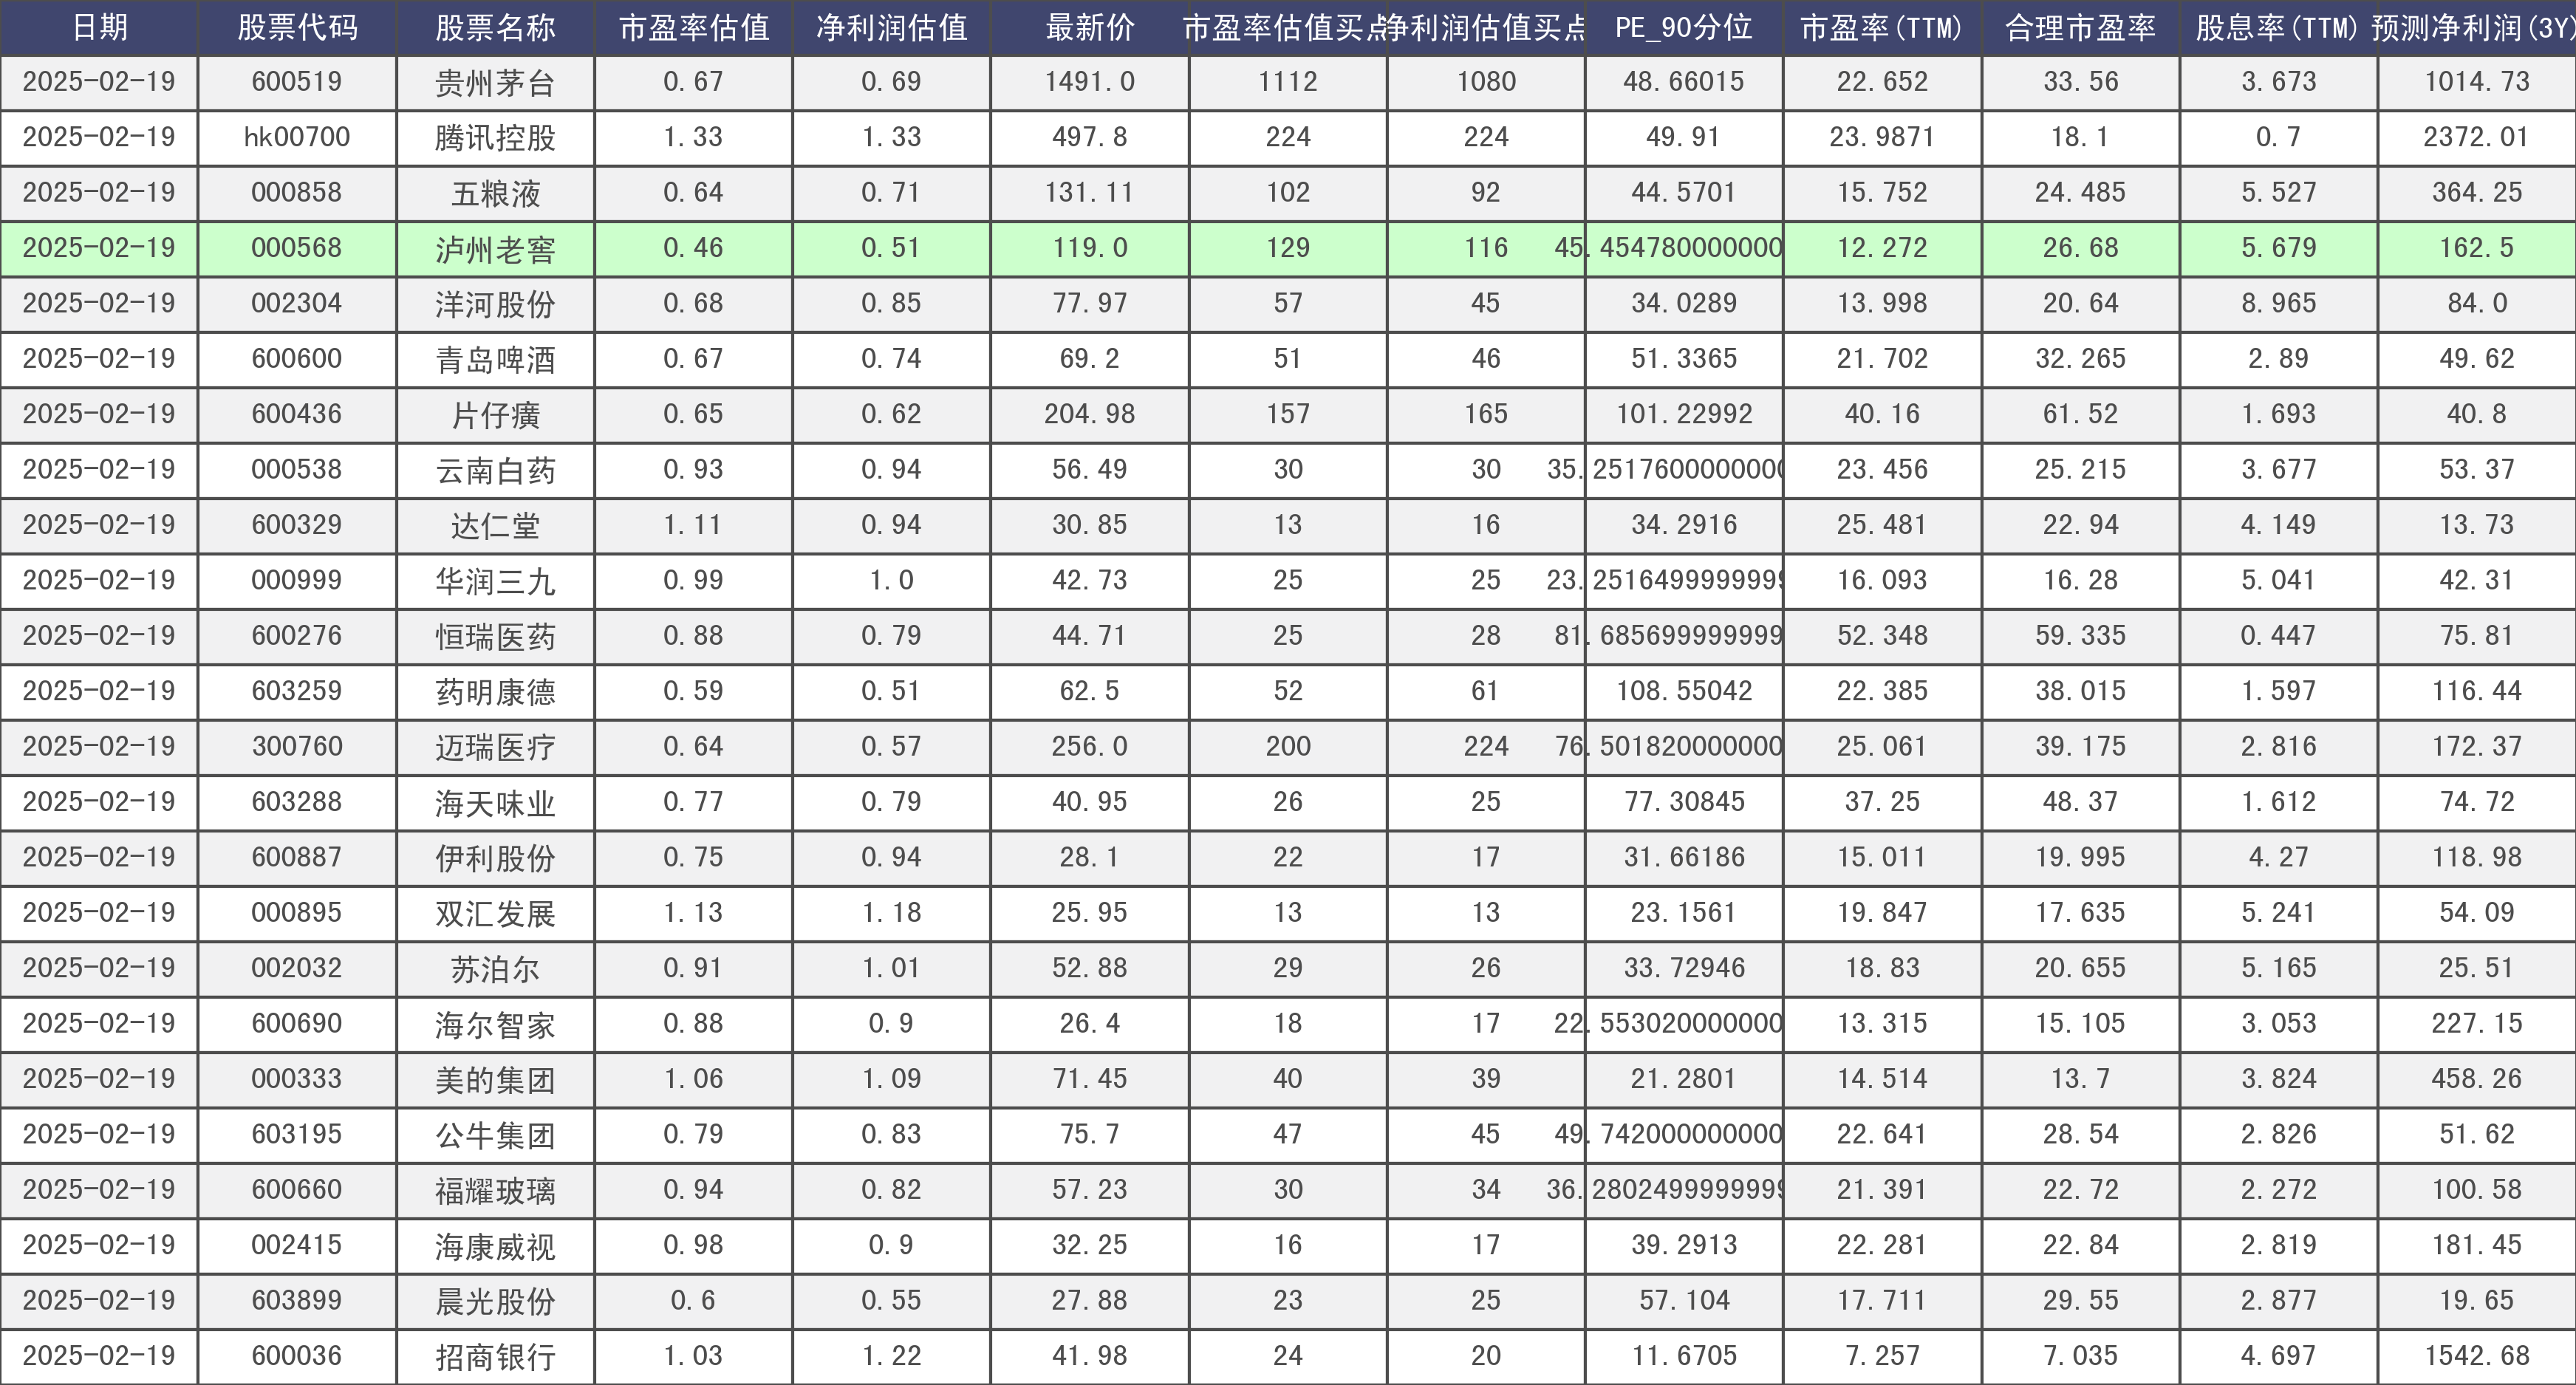 日期 股票代码 股票名称 市盈率估值 净利润估值 最新价 市盈率估值买点 净利润估值买点 PE_90分位 市盈率(TTM) 合理市盈率 股息率(TTM) 预测净利润(3Y)
2025-02-19 600519 贵州茅台 0.67 0.69 1491.0 1112 1080 48.66015 22.652 33.56 3.673 1014.73
2025-02-19 hk00700 腾讯控股 1.33 1.33 497.8 224 224 49.91 23.9871 18.1 0.7 2372.01
2025-02-19 000858 五粮液 0.64 0.71 131.11 102 92 44.5701 15.752 24.485 5.527 364.25
2025-02-19 000568 泸州老窖 0.46 0.51 119.0 129 116 45.454780000000 12.272 26.68 5.679 162.5
2025-02-19 002304 洋河股份 0.68 0.85 77.97 57 45 34.0289 13.998 20.64 8.965 84.0
2025-02-19 600600 青岛啤酒 0.67 0.74 69.2 51 46 51.3365 21.702 32.265 2.89 49.62
2025-02-19 600436 片仔癀 0.65 0.62 204.98 157 165 101.22992 40.16 61.52 1.693 40.8
2025-02-19 000538 云南白药 0.93 0.94 56.49 30 30 35.2517600000000 23.456 25.215 3.677 53.37
2025-02-19 600329 达仁堂 1.11 0.94 30.85 13 16 34.2916 25.481 22.94 4.149 13.73
2025-02-19 000999 华润三九 0.99 1.0 42.73 25 25 23.2516499999999 16.093 16.28 5.041 42.31
2025-02-19 600276 恒瑞医药 0.88 0.79 44.71 25 28 81.685699999999 52.348 59.335 0.447 75.81
2025-02-19 603259 药明康德 0.59 0.51 62.5 52 61 108.55042 22.385 38.015 1.597 116.44
2025-02-19 300760 迈瑞医疗 0.64 0.57 256.0 200 224 76.501820000000 25.061 39.175 2.816 172.37
2025-02-19 603288 海天味业 0.77 0.79 40.95 26 25 77.30845 37.25 48.37 1.612 74.72
2025-02-19 600887 伊利股份 0.75 0.94 28.1 22 17 31.66186 15.011 19.995 4.27 118.98
2025-02-19 000895 双汇发展 1.13 1.18 25.95 13 13 23.1561 19.847 17.635 5.241 54.09
2025-02-19 002032 苏泊尔 0.91 1.01 52.88 29 26 33.72946 18.83 20.655 5.165 25.51
2025-02-19 600690 海尔智家 0.88 0.9 26.4 18 17 22.553020000000 13.315 15.105 3.053 227.15
2025-02-19 000333 美的集团 1.06 1.09 71.45 40 39 21.2801 14.514 13.7 3.824 458.26
2025-02-19 603195 公牛集团 0.79 0.83 75.7 47 45 49.742000000000 22.641 28.54 2.826 51.62
2025-02-19 600660 福耀玻璃 0.94 0.82 57.23 30 34 36.2802499999999 21.391 22.72 2.272 100.58
2025-02-19 002415 海康威视 0.98 0.9 32.25 16 17 39.2913 22.281 22.84 2.819 181.45
2025-02-19 603899 晨光股份 0.6 0.55 27.88 23 25 57.104 17.711 29.55 2.877 19.65
2025-02-19 600036 招商银行 1.03 1.22 41.98 24 20 11.6705 7.257 7.035 4.697 1542.68